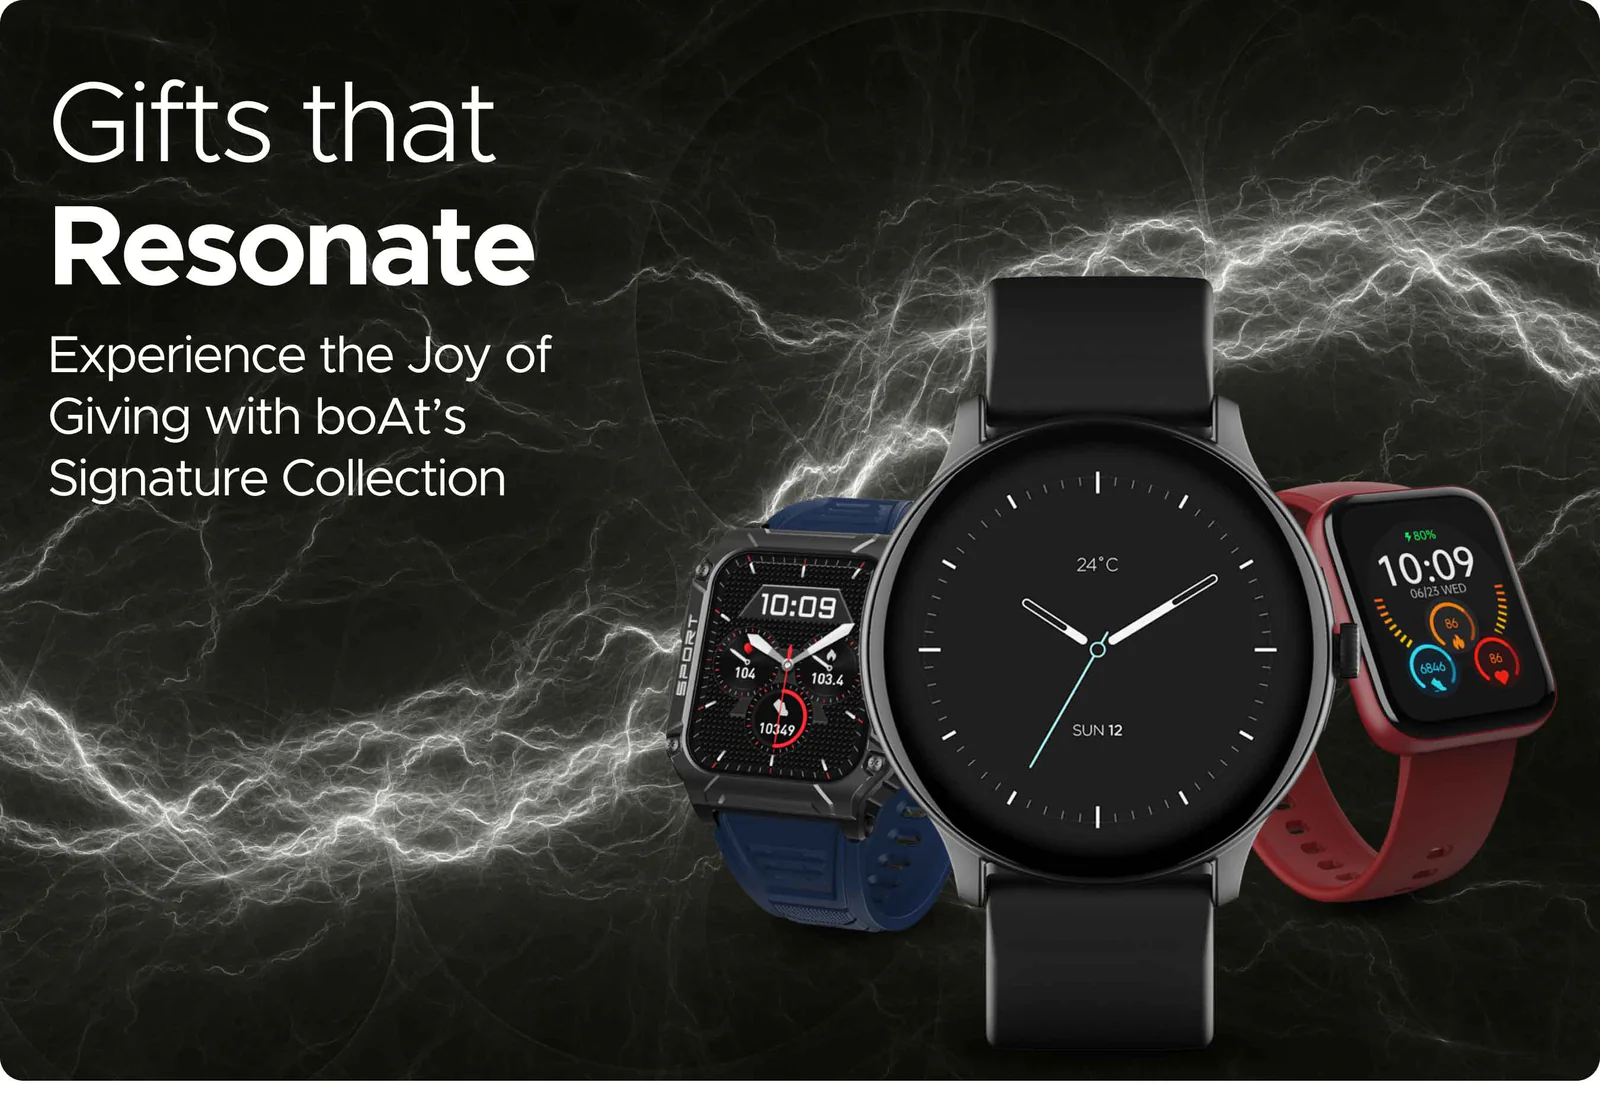 Gifts that
Resonate
Experience the Joy of
Giving with boAt’s
Signature Collection
SPORT
10:09
104
103.4
10349
24°C
SUN 12
80%
10:09
06/23 WED
86
6846
86